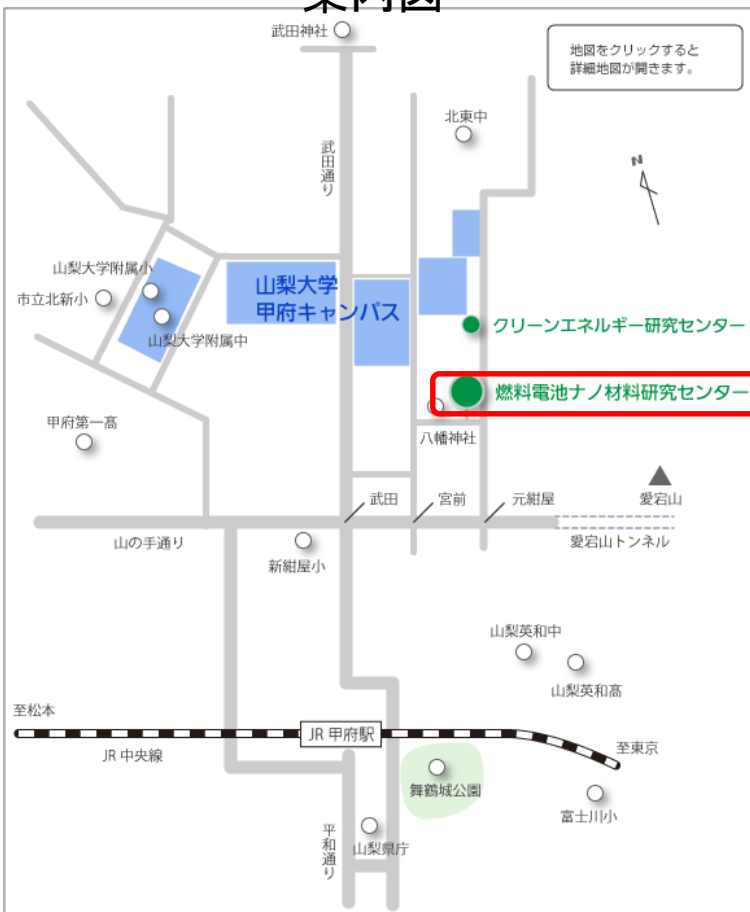 案内図
武田神社
地図をクリックすると
詳細地図が開きます。
北東中
武田通り
N
山梨大学附属小
市立北新小
山梨大学附属中
山梨大学
甲府キャンパス
クリーンエネルギー研究センター
燃料電池ナノ材料研究センター
甲府第一髙
八幡神社
武田
宮前
元紺屋
愛宕山
山の手通り
愛宕山トンネル
新紺屋小
山梨英和中
山梨英和髙
至松本
JR 甲府駅
JR 中央線
至東京
舞鶴城公園
富士川小
平和通り
山梨県庁